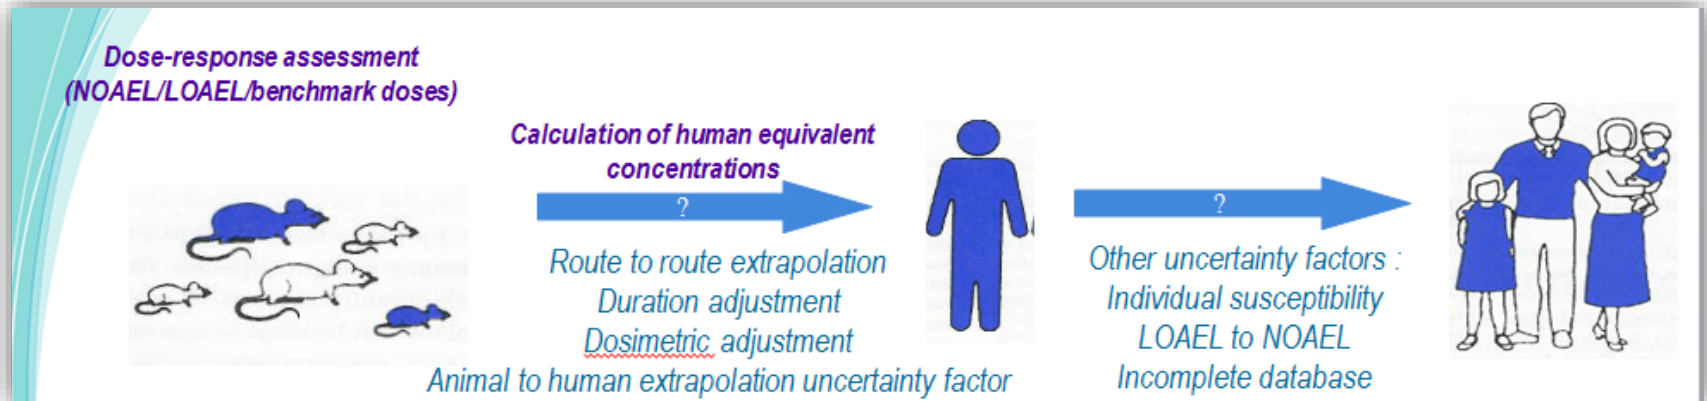 Dose-response assessment
(NOAEL/LOAEL/benchmark doses)
Calculation of human equivalent
concentrations
?
Route to route extrapolation
Duration adjustment
Dosimetric adjustment
Animal to human extrapolation uncertainty factor
?
Other uncertainty factors :
Individual susceptibility
LOAEL to NOAEL
Incomplete database